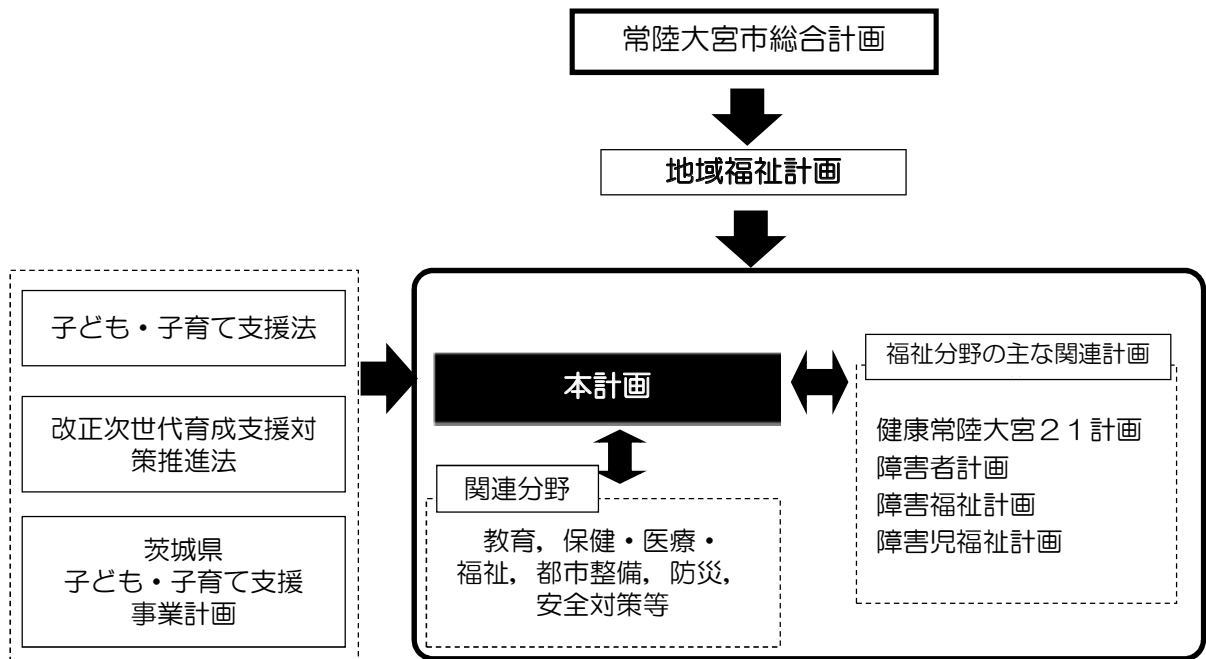 常陸大宮市総合計画
地域福祉計画
子ども・子育て支援法
改正次世代育成支援対
策推進法
茨城県
子ども・子育て支援
事業計画
本計画
関連分野
教育，保健・医療・
福祉，都市整備，防災，
安全対策等
福祉分野の主な関連計画
健康常陸大宮２１計画
障害者計画
障害福祉計画
障害児福祉計画